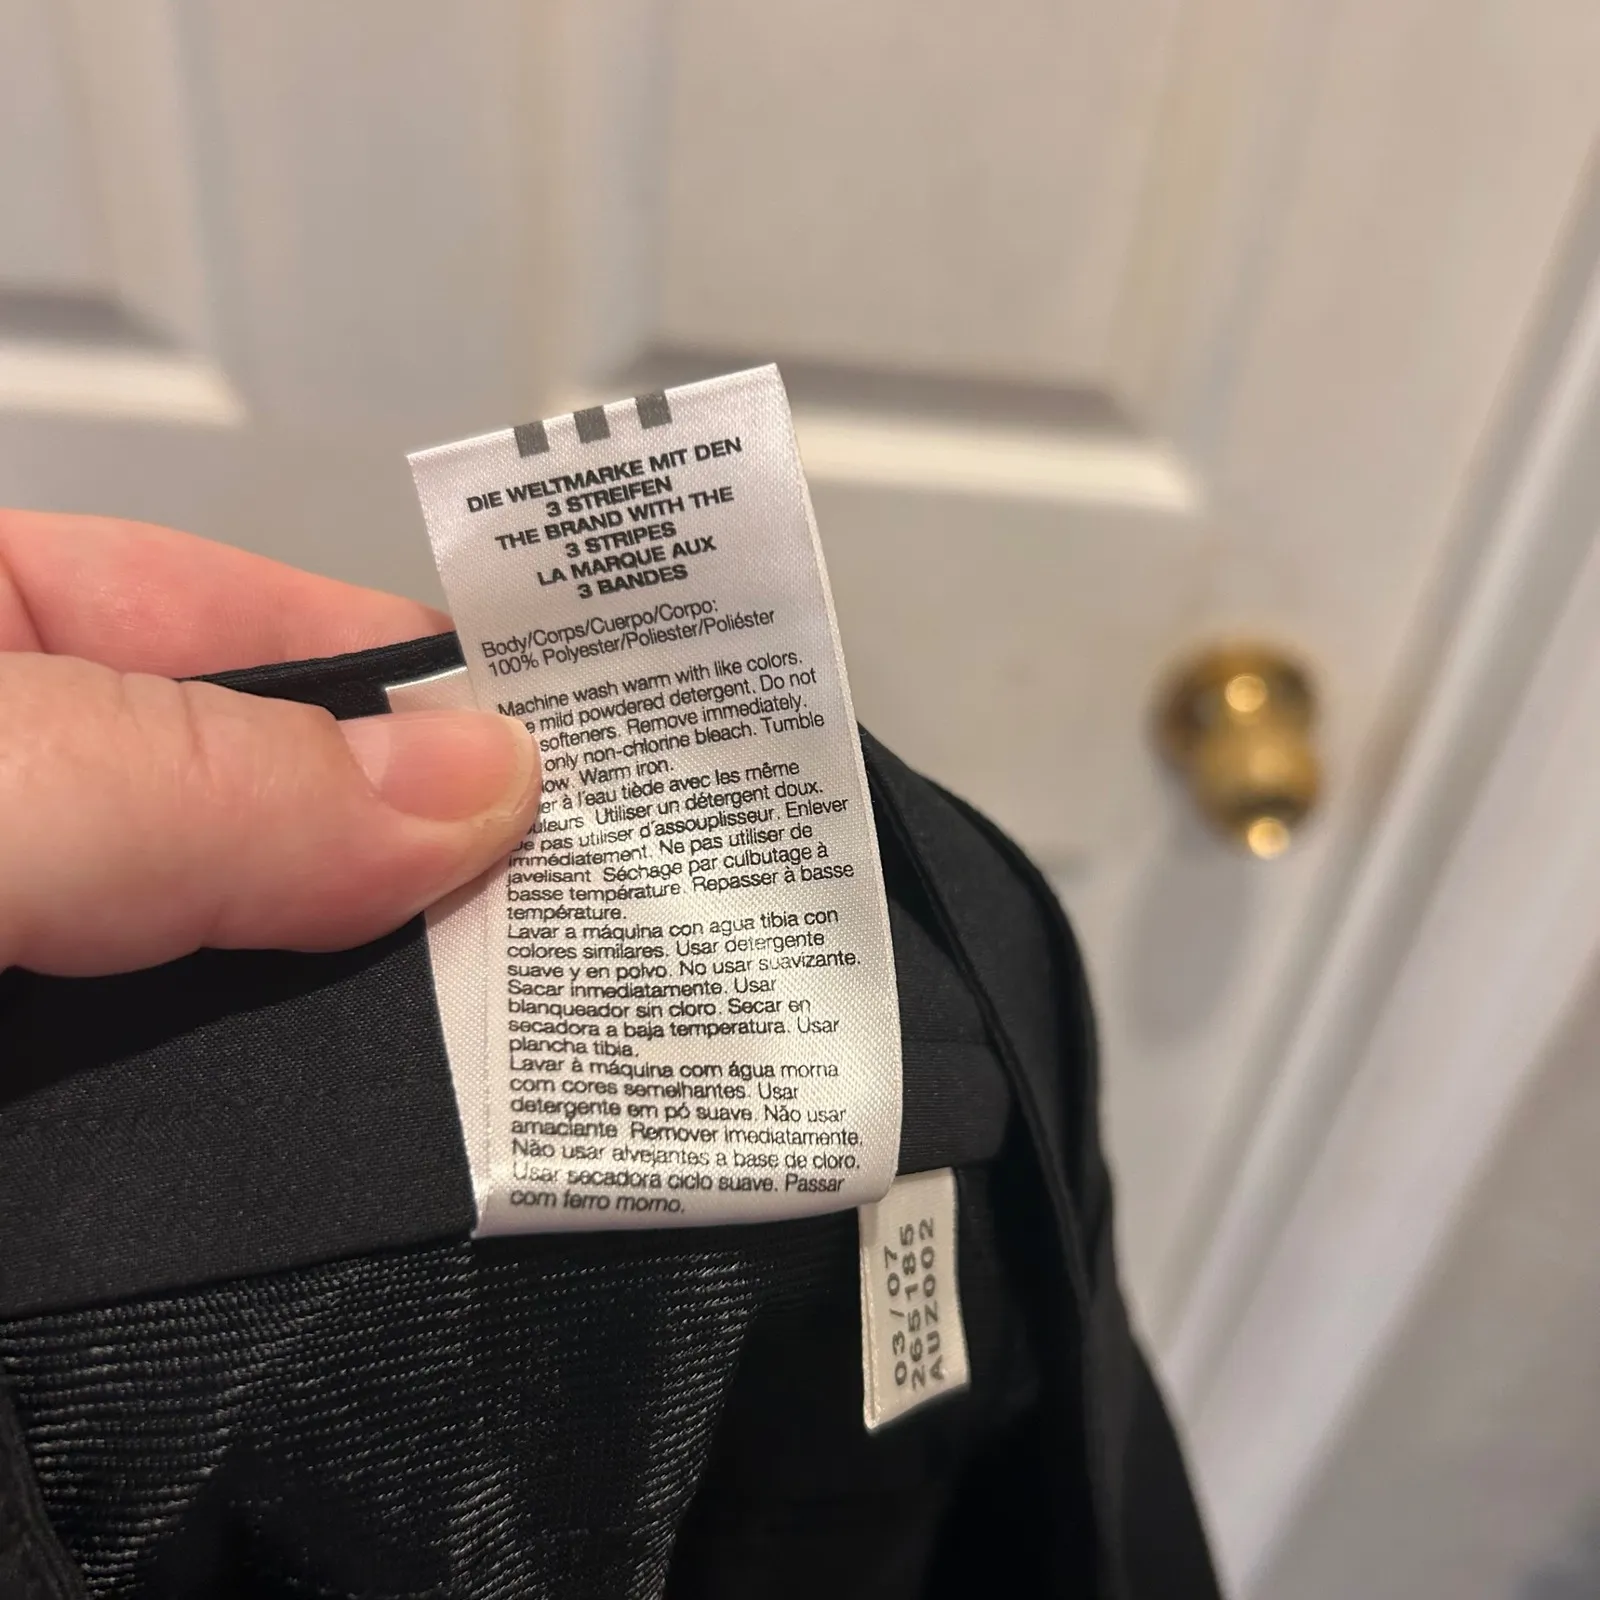 DIE WELTMARKE MIT DEN
3 STREIFEN
THE BRAND WITH THE
3 STRIPES
LA MARQUE AUX
3 BANDES
Body/Corps/Cuerpo/Corpo:
100% Polyester/Poliester/Poliéster
Machine wash warm with like colors.
mild powdered detergent. Do not
softeners. Remove immediately.
only non-chlorine bleach. Tumble
low. Warm iron.
à l'eau tiède avec les même
Utiliser un détergent doux.
pas utiliser d'assouplisseur. Enlever
immédiatement. Ne pas utiliser de
javelisant Séchage par culbutage à
basse température. Repasser à basse
température.
Lavar a máquina con agua tibia con
colores similares. Usar detergente
suave y en polvo. No usar suavizante.
Sacar inmediatamente. Usar
blanqueador sin cloro. Secar en
secadora a baja temperatura. Usar
plancha tibia.
Lavar à máquina com água morna
com cores semelhantes. Usar
detergente em pó suave. Não usar
amaciante Remover imediatamente.
Não usar alvejantes a base de cloro.
Usar secadora ciclo suave. Passar
com ferro morno.
03/07
265185
AUZ002